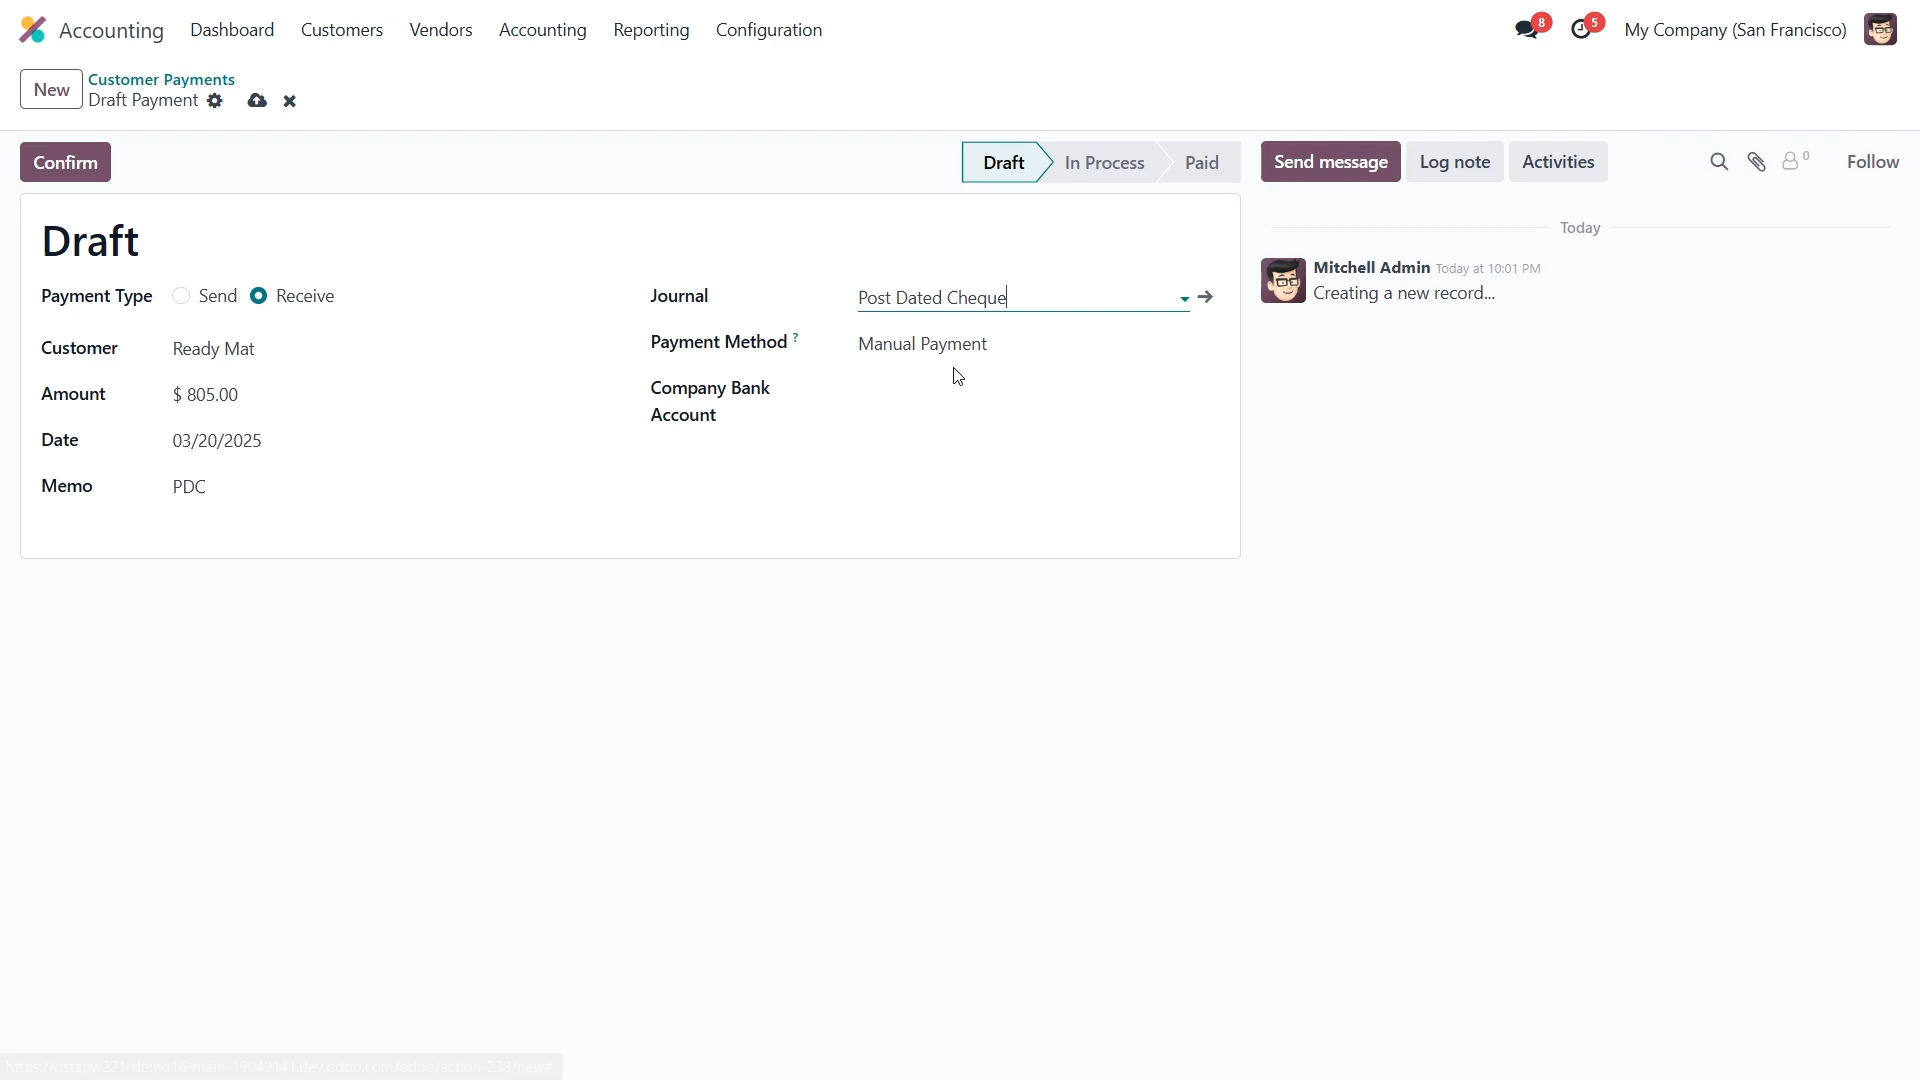 Accounting Dashboard Customers Vendors Accounting Reporting Configuration 8 5 My Company (San Francisco)
New Customer Payments
Draft Payment
Confirm Draft In Process Paid Send message Log note Activities 0 Follow
Draft
Today
Payment Type Send Receive Journal Post Dated Cheque
Mitchell Admin Today at 10:01 PM
Creating a new record...
Customer Ready Mat Payment Method ? Manual Payment
Amount $ 805.00 Company Bank Account
Date 03/20/2025
Memo PDC